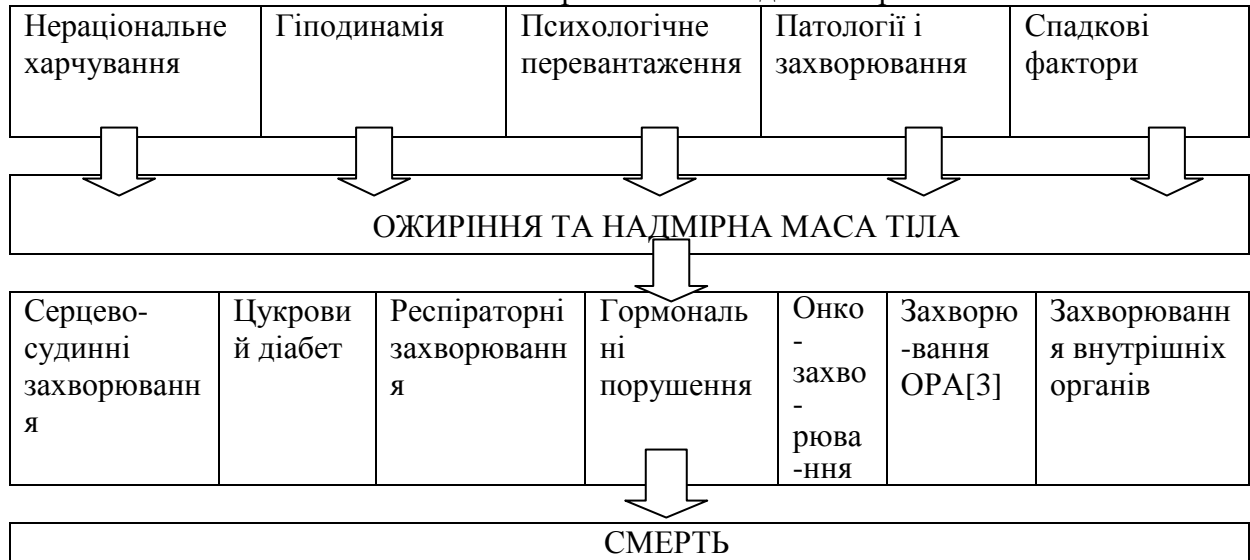 Нераціональне
харчування
Гіподинамія
Психологічне
перевантаження
Патології і
захворювання
Спадкові
фактори
ОЖИРІННЯ ТА НАДМІРНА МАСА ТІЛА
Серцево-
судинні
захворюванн
я
Цукрови
й діабет
Респіраторні
захворюванн
я
Гормональ
ні
порушення
Онко
-
захво
-
рюва
-ння
Захворю
-вання
ОРА[3]
Захворюванн
я внутрішніх
органів
СМЕРТЬ